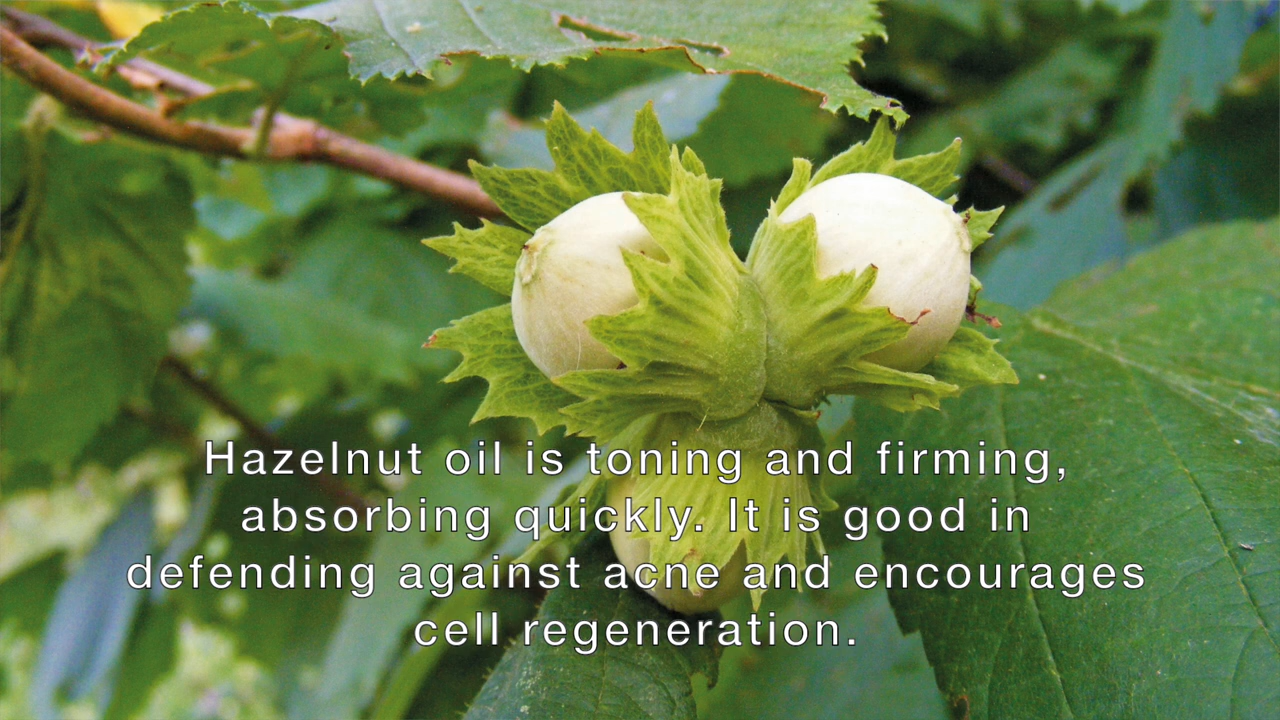 Hazelnut oil is toning and firming,
absorbing quickly. It is good in
defending against acne and encourages
cell regeneration.